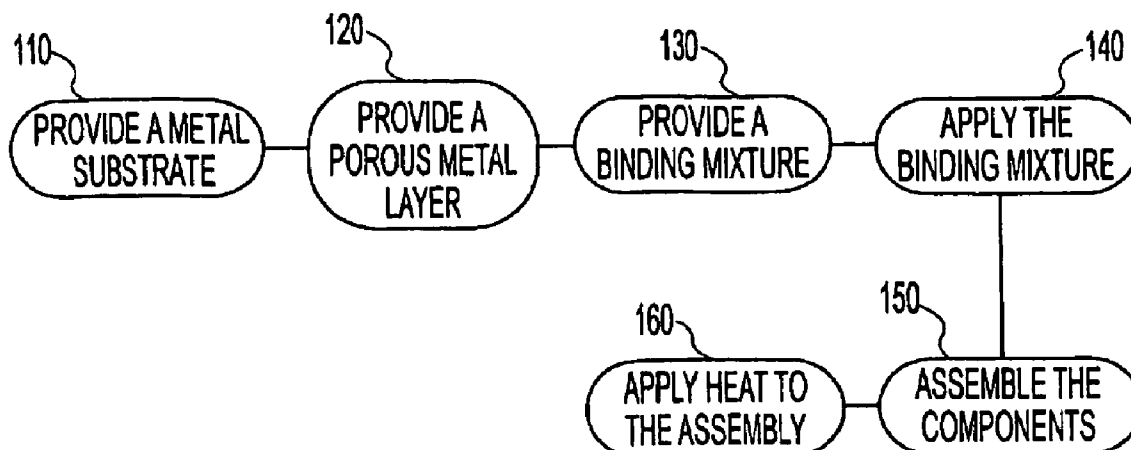 110
PROVIDE A METAL
SUBSTRATE
120
PROVIDE A
POROUS METAL
LAYER
130
PROVIDE A
BINDING MIXTURE
140
APPLY THE
BINDING MIXTURE
150
ASSEMBLE THE
COMPONENTS
160
APPLY HEAT TO
THE ASSEMBLY